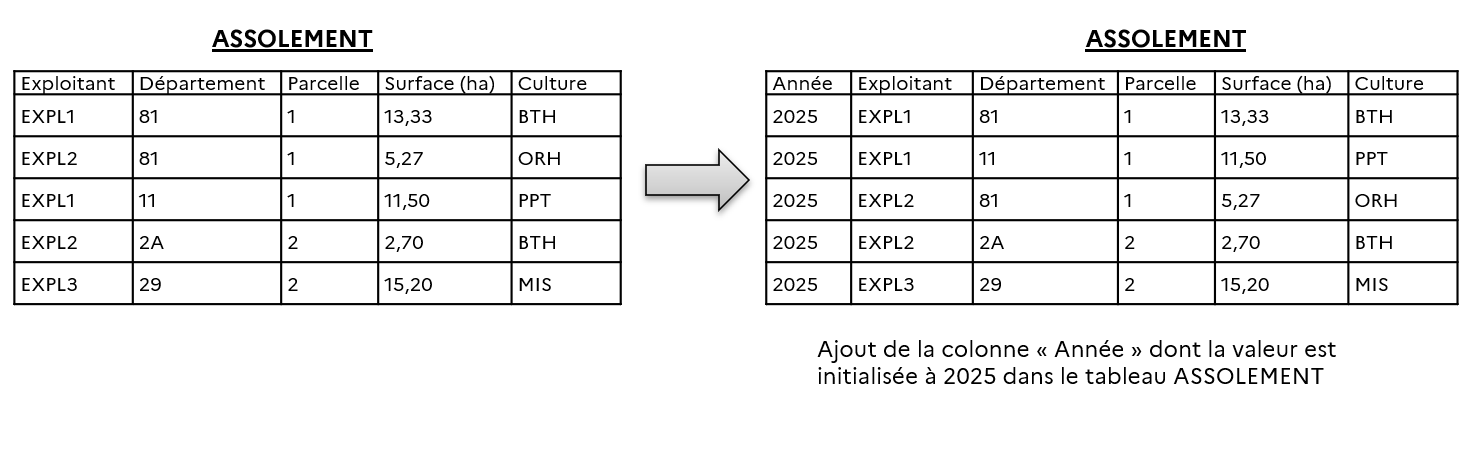 ASSOLEMENT
Exploitant Département Parcelle Surface (ha) Culture
EXPL1 81 1 13,33 BTH
EXPL2 81 1 5,27 ORH
EXPL1 11 1 11,50 PPT
EXPL2 2A 2 2,70 BTH
EXPL3 29 2 15,20 MIS
ASSOLEMENT
Année Exploitant Département Parcelle Surface (ha) Culture
2025 EXPL1 81 1 13,33 BTH
2025 EXPL1 11 1 11,50 PPT
2025 EXPL2 81 1 5,27 ORH
2025 EXPL2 2A 2 2,70 BTH
2025 EXPL3 29 2 15,20 MIS
Ajout de la colonne « Année » dont la valeur est
initialisée à 2025 dans le tableau ASSOLEMENT